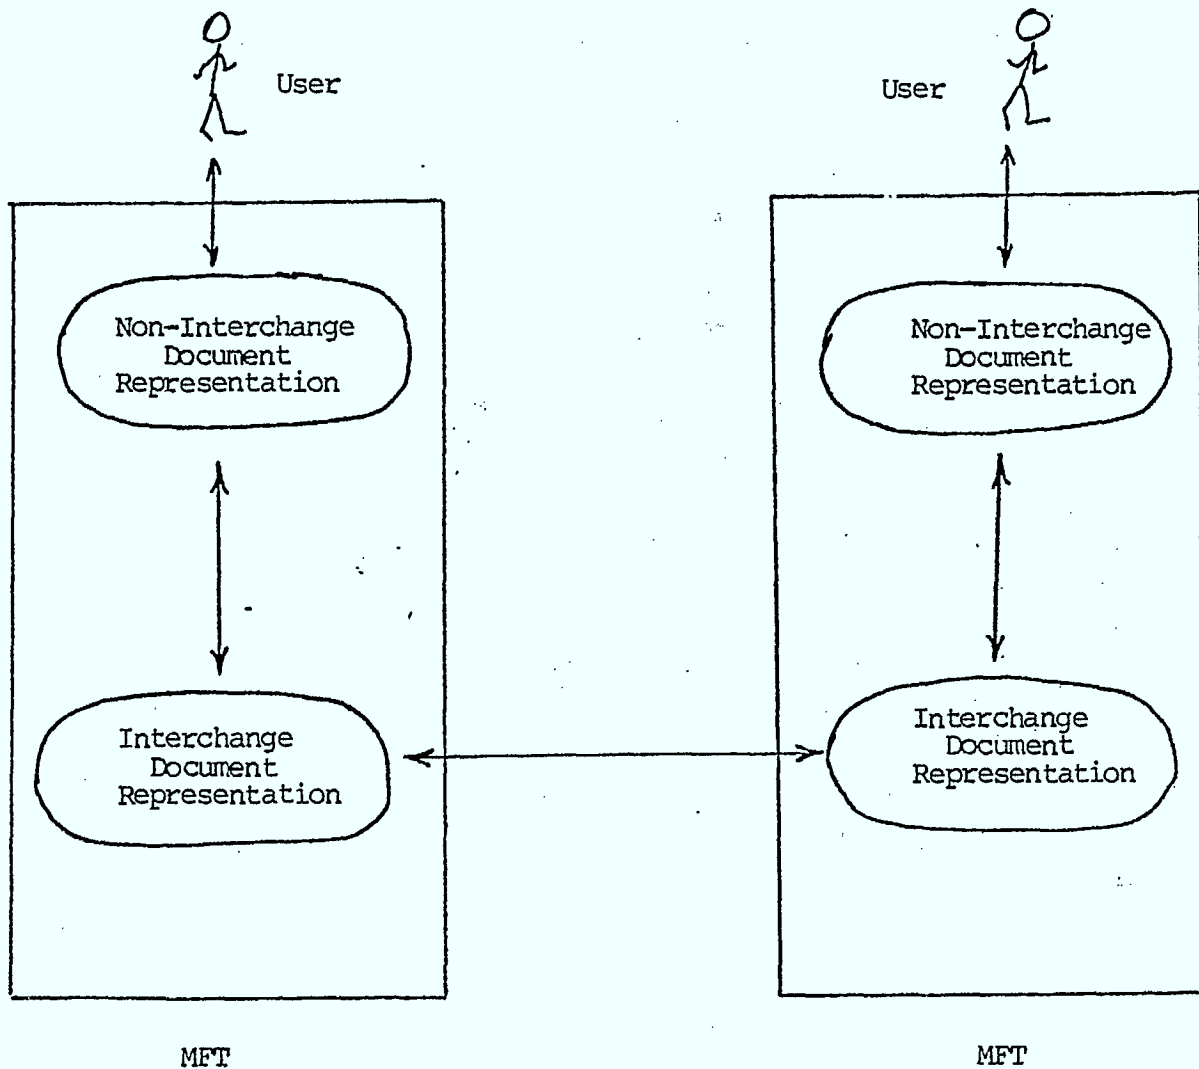 User
User
Non-Interchange
Document
Representation
Non-Interchange
Document
Representation
Interchange
Document
Representation
Interchange
Document
Representation
MFT
MFT